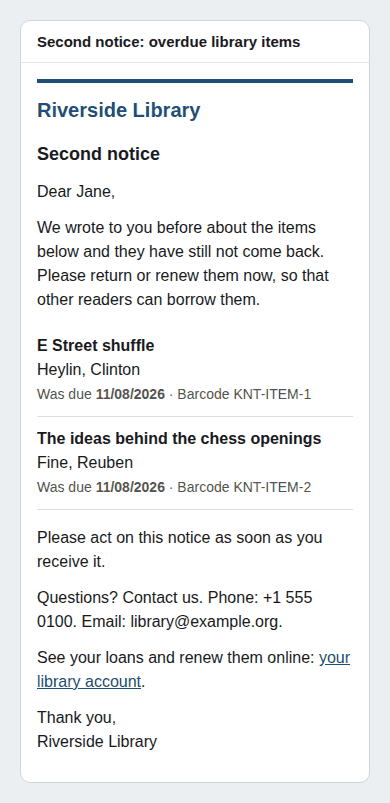 Second notice: overdue library items
Riverside Library
Second notice
Dear Jane,
We wrote to you before about the items
below and they have still not come back.
Please return or renew them now, so that
other readers can borrow them.
E Street shuffle
Heylin, Clinton
Was due 11/08/2026 · Barcode KNT-ITEM-1
The ideas behind the chess openings
Fine, Reuben
Was due 11/08/2026 · Barcode KNT-ITEM-2
Please act on this notice as soon as you
receive it.
Questions? Contact us. Phone: +1 555
0100. Email: library@example.org.
See your loans and renew them online: your
library account.
Thank you,
Riverside Library